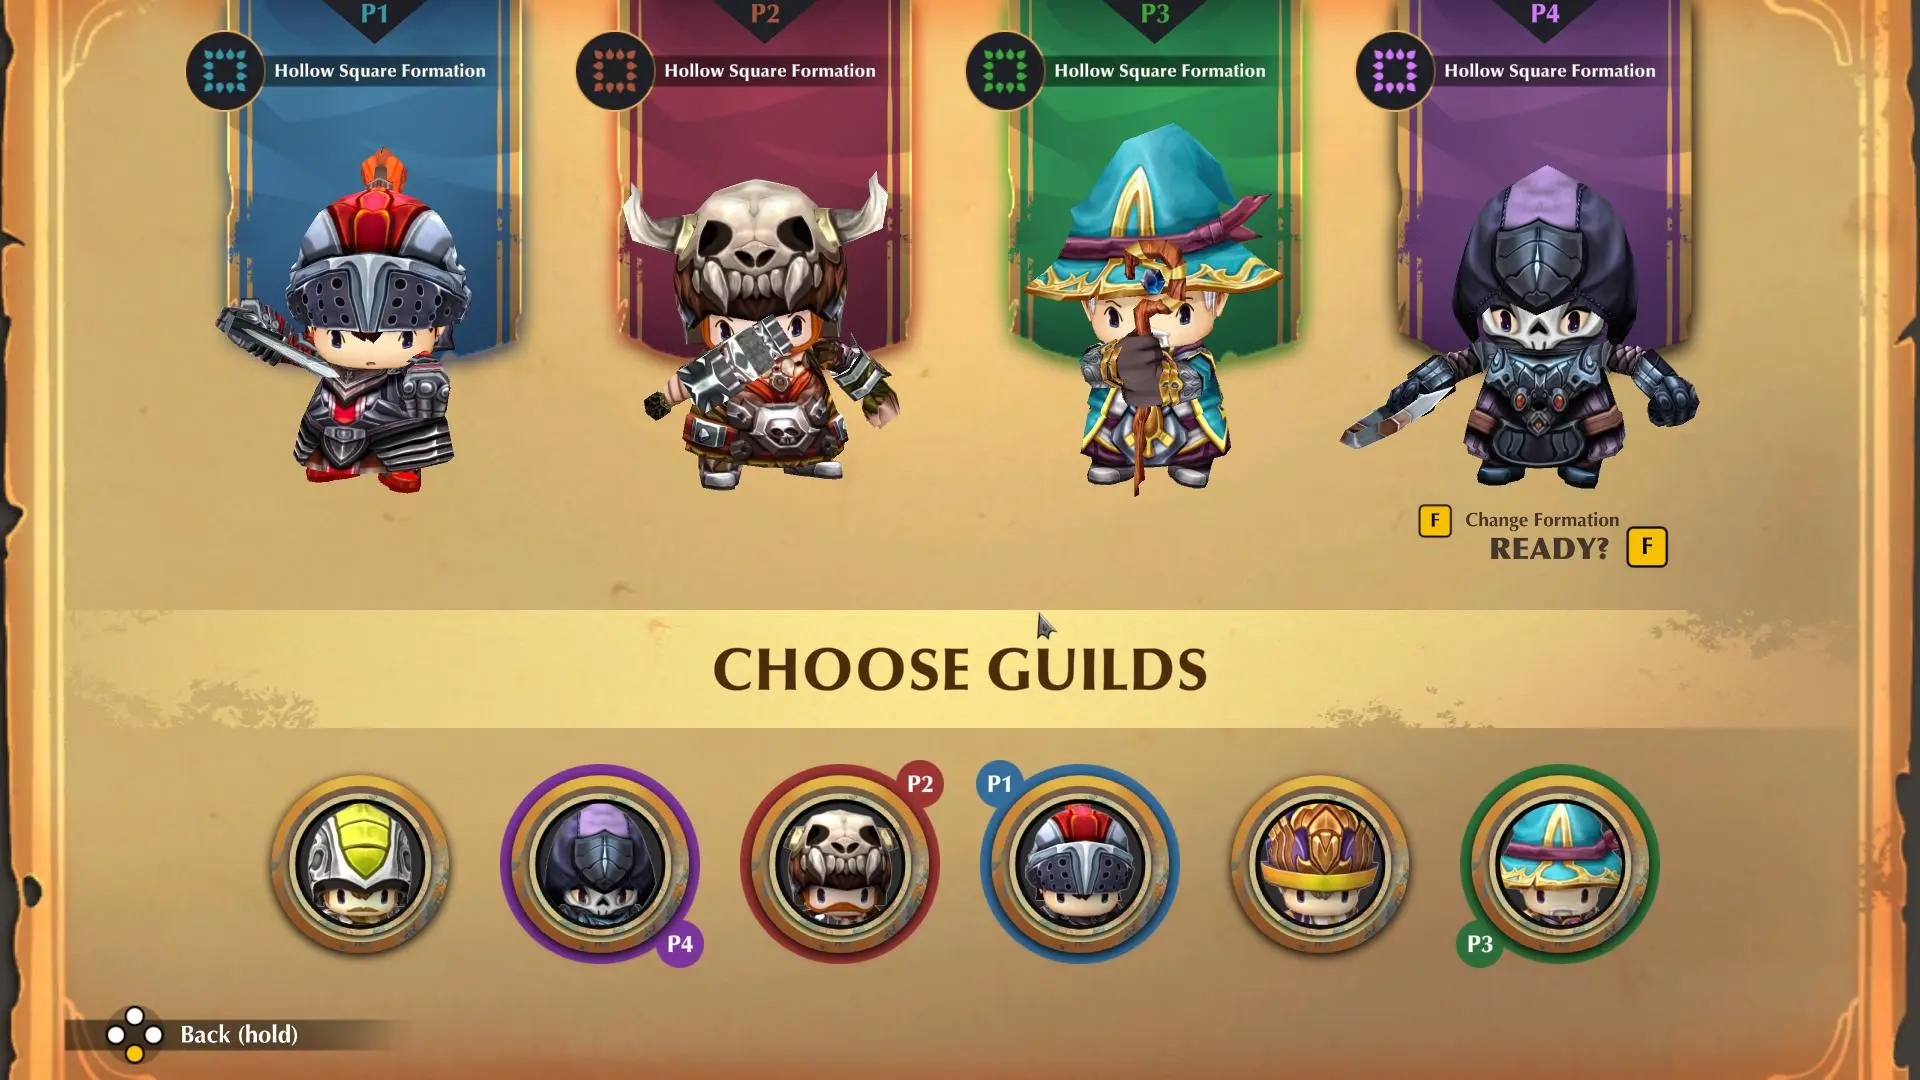 P1
P2
P3
P4
Hollow Square Formation
Hollow Square Formation
Hollow Square Formation
Hollow Square Formation
F Change Formation
READY? F
CHOOSE GUILDS
P2
P1
P4
P3
Back (hold)